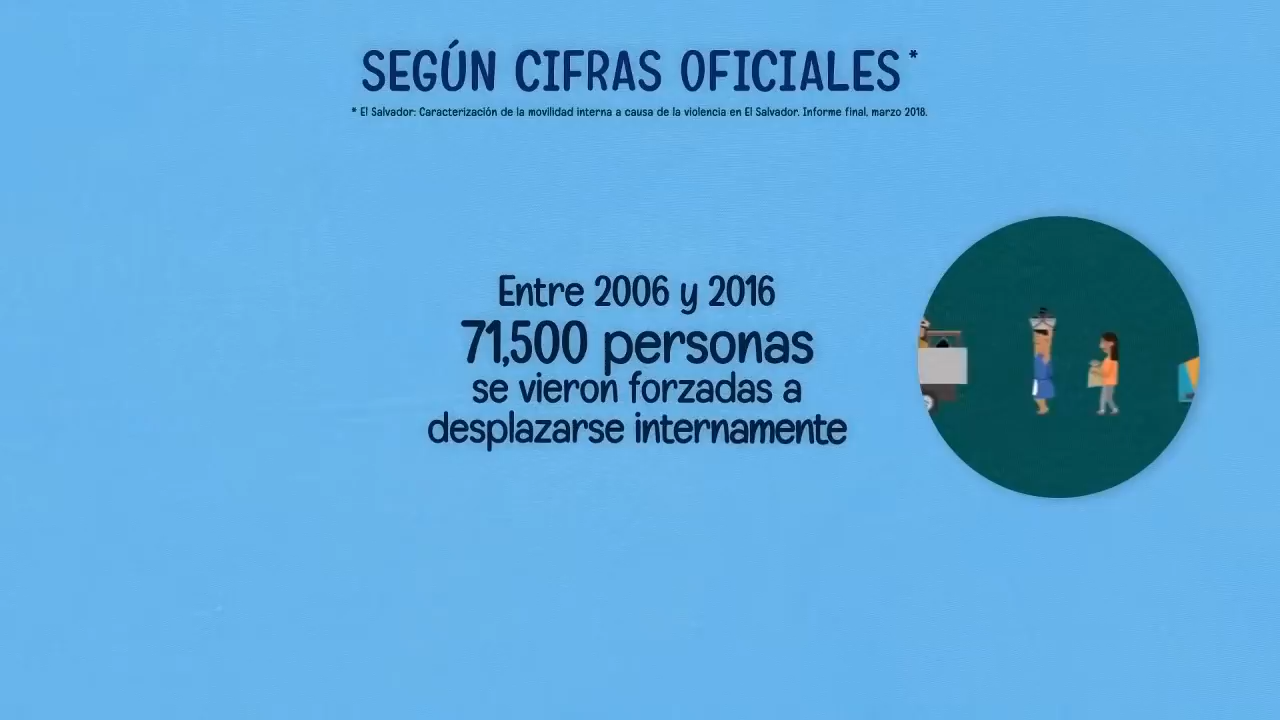 SEGÚN CIFRAS OFICIALES*
* El Salvador: Caracterización de la movilidad interna a causa de la violencia en El Salvador. Informe final, marzo 2018.
Entre 2006 y 2016
71,500 personas
se vieron forzadas a
desplazarse internamente